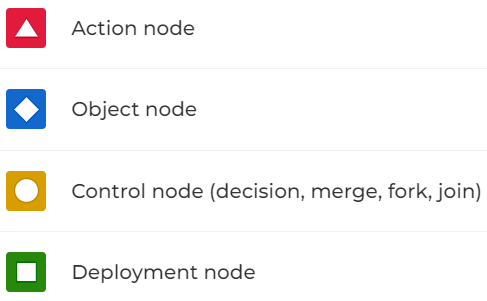 Action node
Object node
Control node (decision, merge, fork, join)
Deployment node